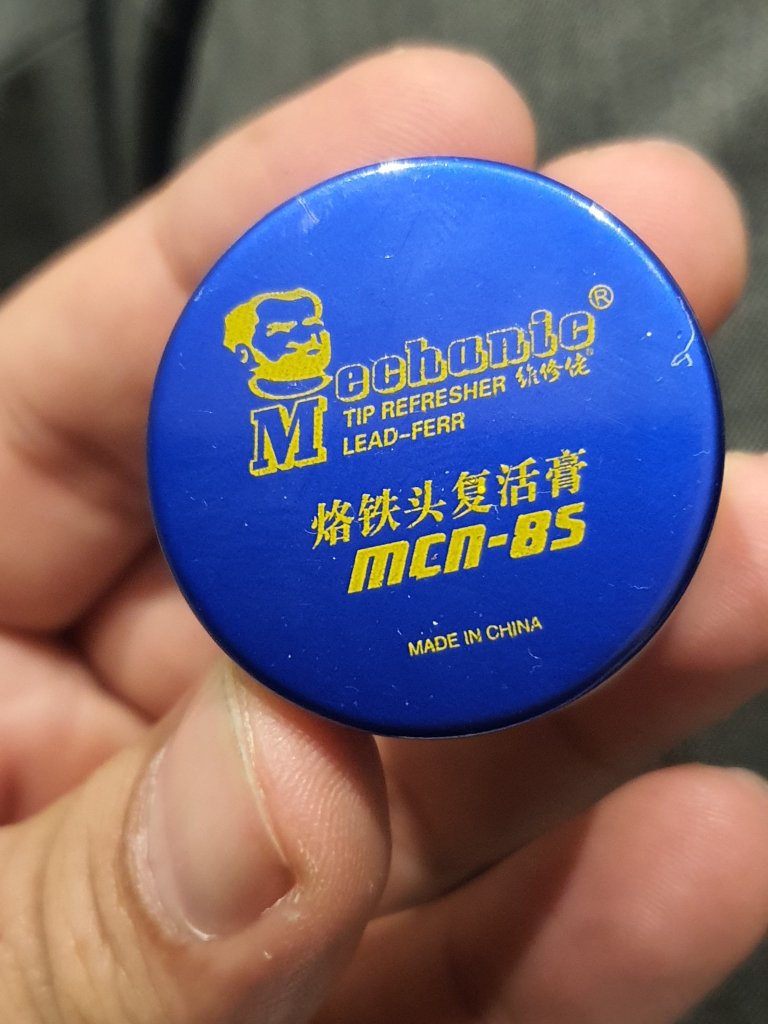 Mechanic®
维修佬®
TIP REFRESHER
LEAD-FERR
烙铁头复活膏
MCN-8S
MADE IN CHINA